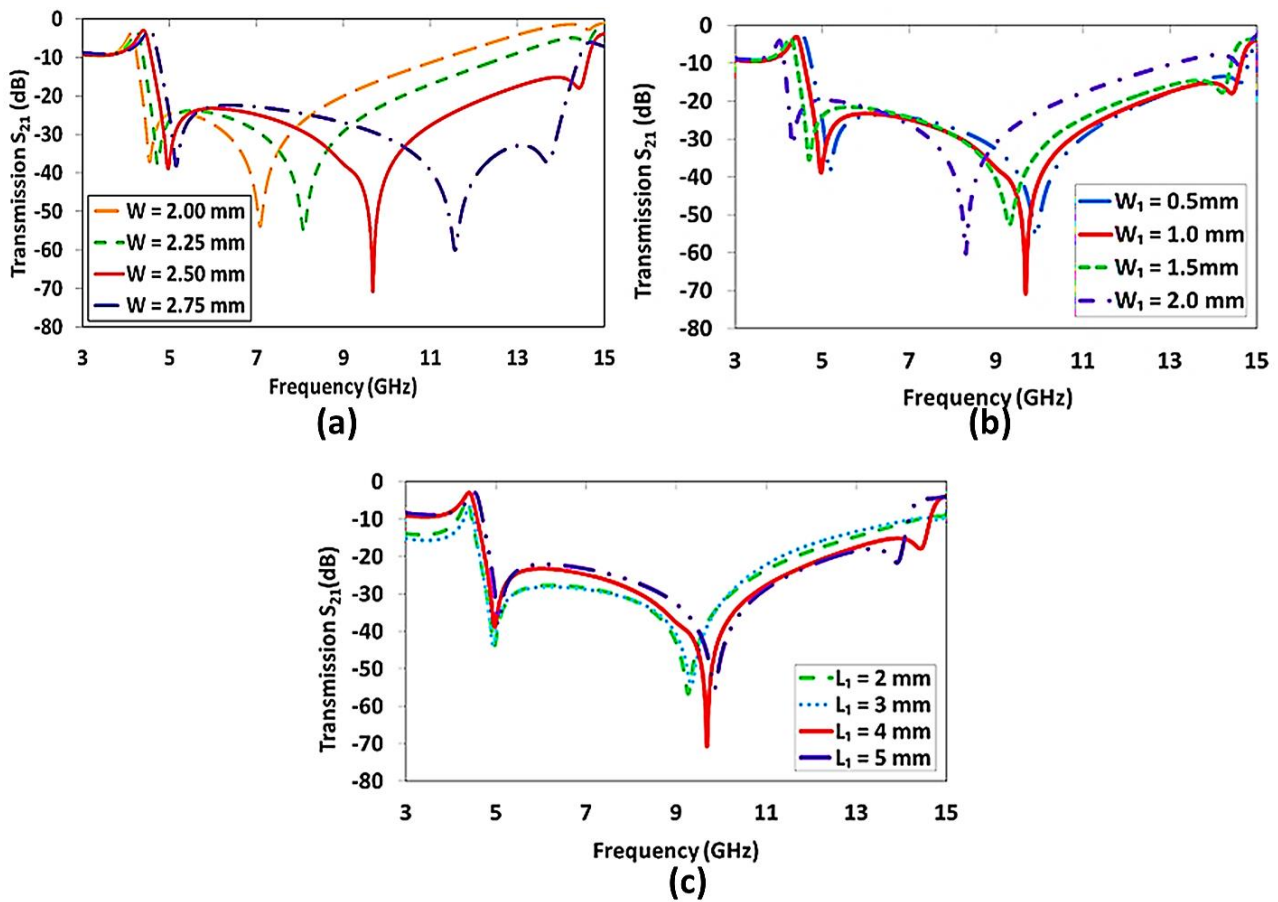 0
-10
-20
-30
-40
-50
-60
-70
-80
Transmission S₂₁ (dB)
W = 2.00 mm
W = 2.25 mm
W = 2.50 mm
W = 2.75 mm
3 5 7 9 11 13 15
Frequency (GHz)
(a)
0
-10
-20
-30
-40
-50
-60
-70
-80
Transmission S₂₁ (dB)
W₁ = 0.5mm
W₁ = 1.0 mm
W₁ = 1.5mm
W₁ = 2.0 mm
3 5 7 9 11 13 15
Frequency (GHz)
(b)
0
-10
-20
-30
-40
-50
-60
-70
-80
Transmission S₂₁(dB)
L₁ = 2 mm
L₁ = 3 mm
L₁ = 4 mm
L₁ = 5 mm
3 5 7 9 11 13 15
Frequency (GHz)
(c)